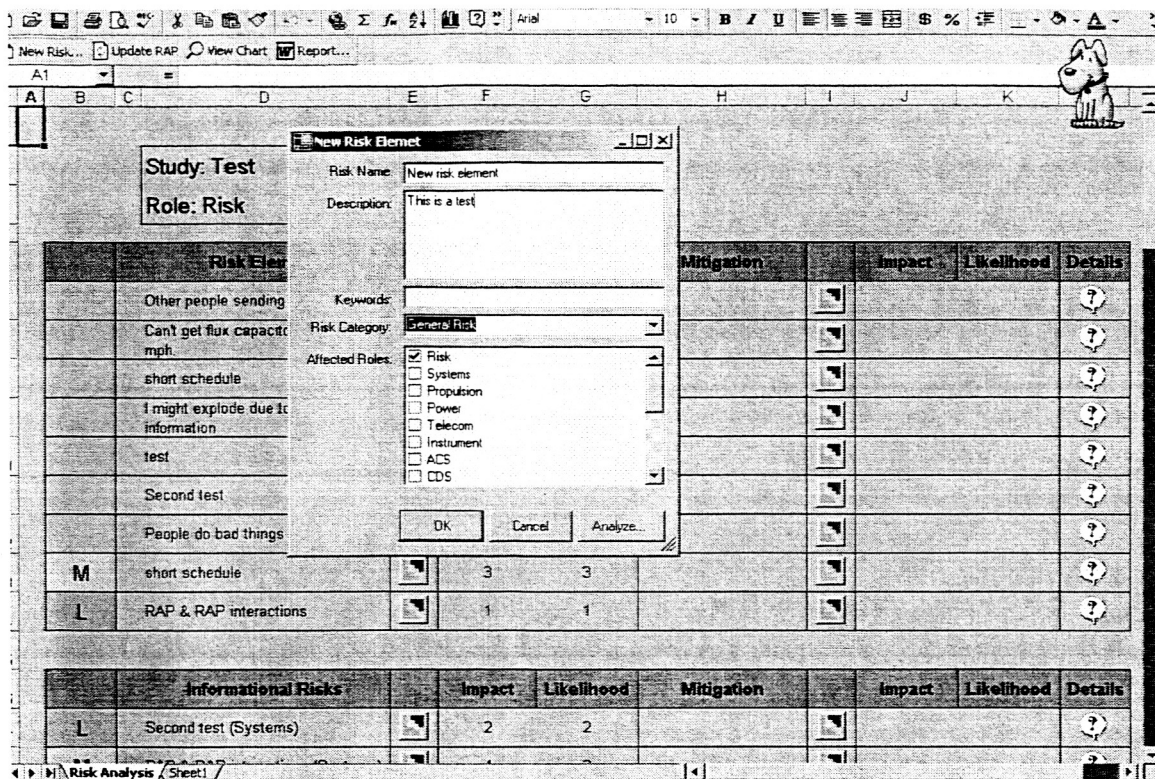 Arial 10 B I U $ %
New Risk... Update RAP View Chart Report...
A1 =
A B C D E F G H I J K
New Risk Elemet
Study: Test
Role: Risk
Risk Name: New risk element
Description: This is a test
Keywords:
Risk Category: General Risk
Affected Roles: Risk
Systems
Propulsion
Power
Telecom
Instrument
ACS
CDS
OK Cancel Analyze...
Risk Elem Mitigation Impact Likelihood Details
Other people sending
Can't get flux capacito
mph.
short schedule
I might explode due to
information
test
Second test
People do bad things
M short schedule 3 3
L RAP & RAP interactions 1 1
Informational Risks Impact Likelihood Mitigation Impact Likelihood Details
L Second test (Systems) 2 2
Risk Analysis Sheet1